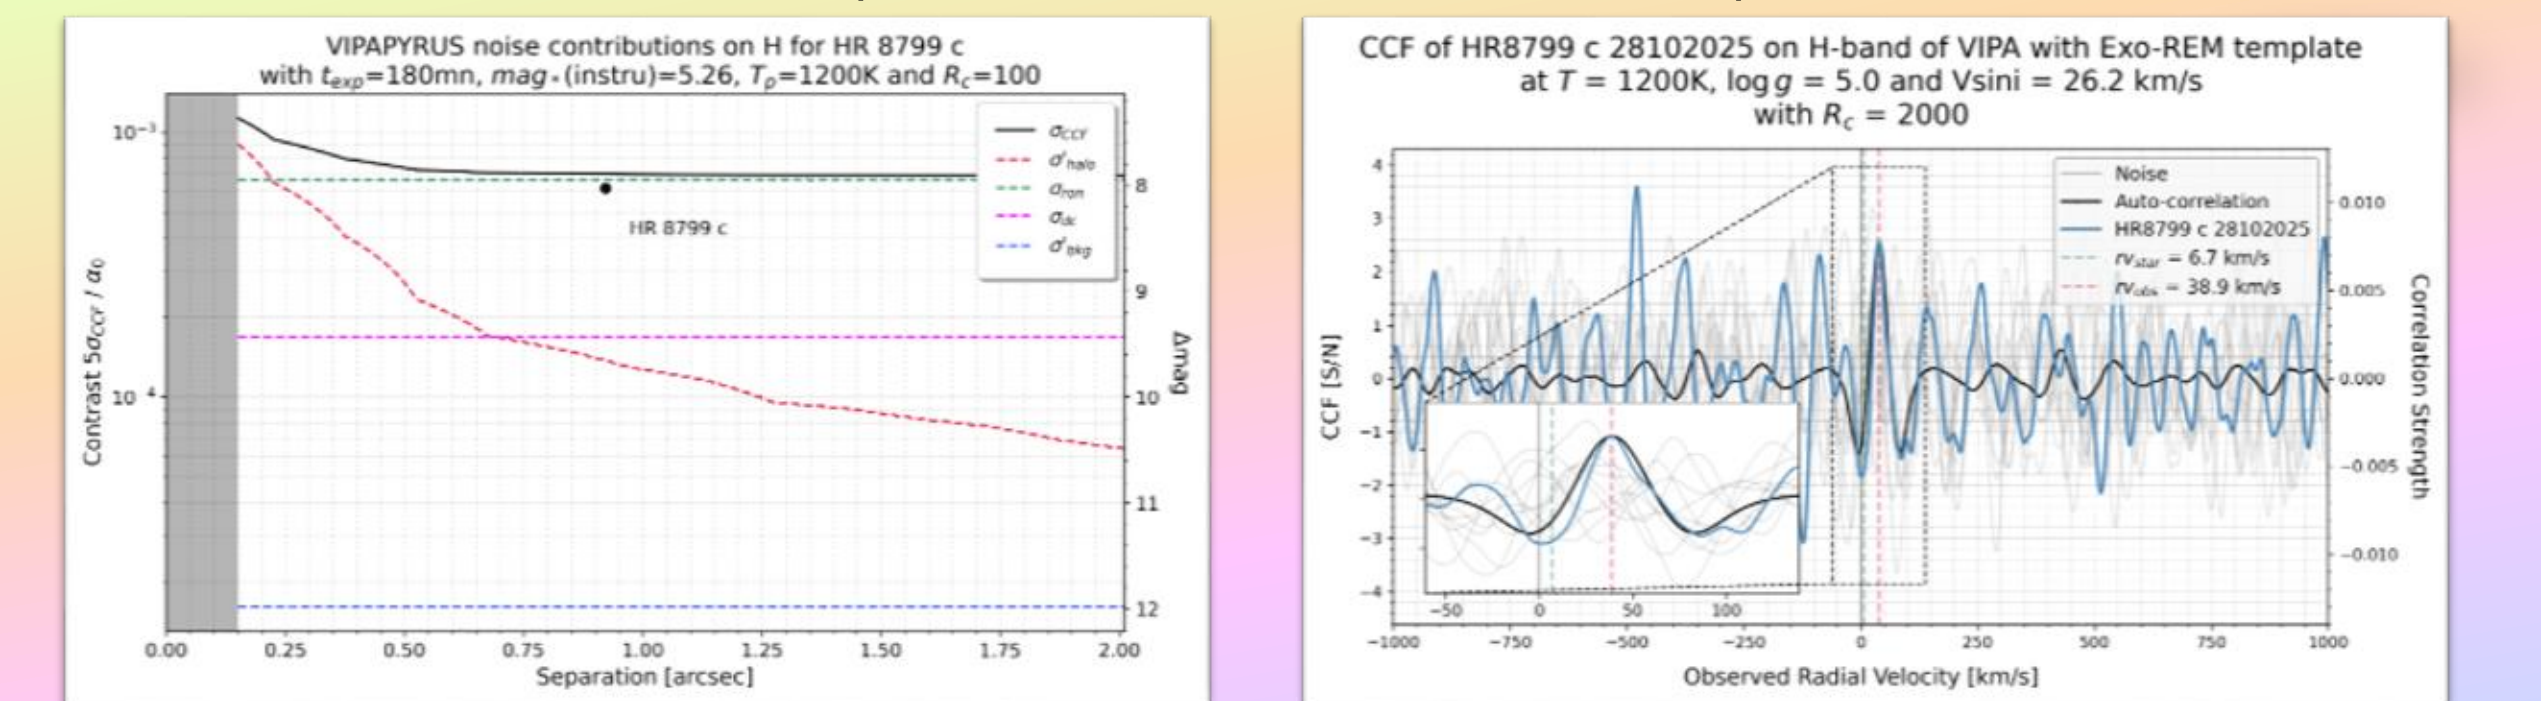 VIPAPYRUS noise contributions on H for HR 8799 c
with t_exp=180mn, mag*(instru)=5.26, T_p=1200K and R_c=100
10⁻³
10⁻⁴
Contrast 5σ_CCF / α₀
σ_CCF
σ'_halo
σ_ron
σ_dc
σ'_bkg
HR 8799 c
8
9
10
11
12
Δmag
0.00 0.25 0.50 0.75 1.00 1.25 1.50 1.75 2.00
Separation [arcsec]
CCF of HR8799 c 28102025 on H-band of VIPA with Exo-REM template
at T = 1200K, log g = 5.0 and Vsini = 26.2 km/s
with R_c = 2000
4
3
2
1
0
−1
−2
−3
−4
CCF [S/N]
Noise
Auto-correlation
HR8799 c 28102025
rv_star = 6.7 km/s
rv_obs = 38.9 km/s
0.010
0.005
0.000
−0.005
−0.010
Correlation Strength
−50 0 50 100
−1000 −750 −500 −250 0 250 500 750 1000
Observed Radial Velocity [km/s]